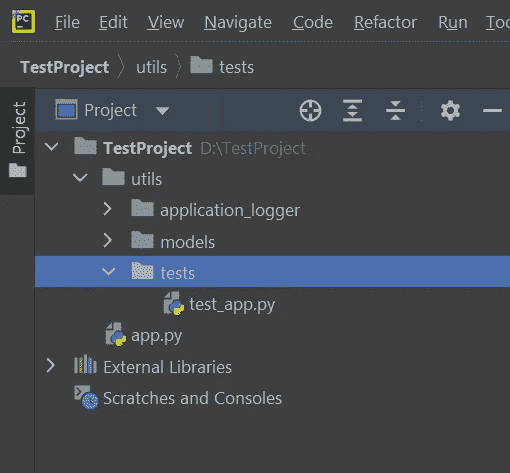 PC File Edit View Navigate Code Refactor Run
TestProject utils tests
Project
Project
TestProject D:\TestProject
utils
application_logger
models
tests
test_app.py
app.py
External Libraries
Scratches and Consoles